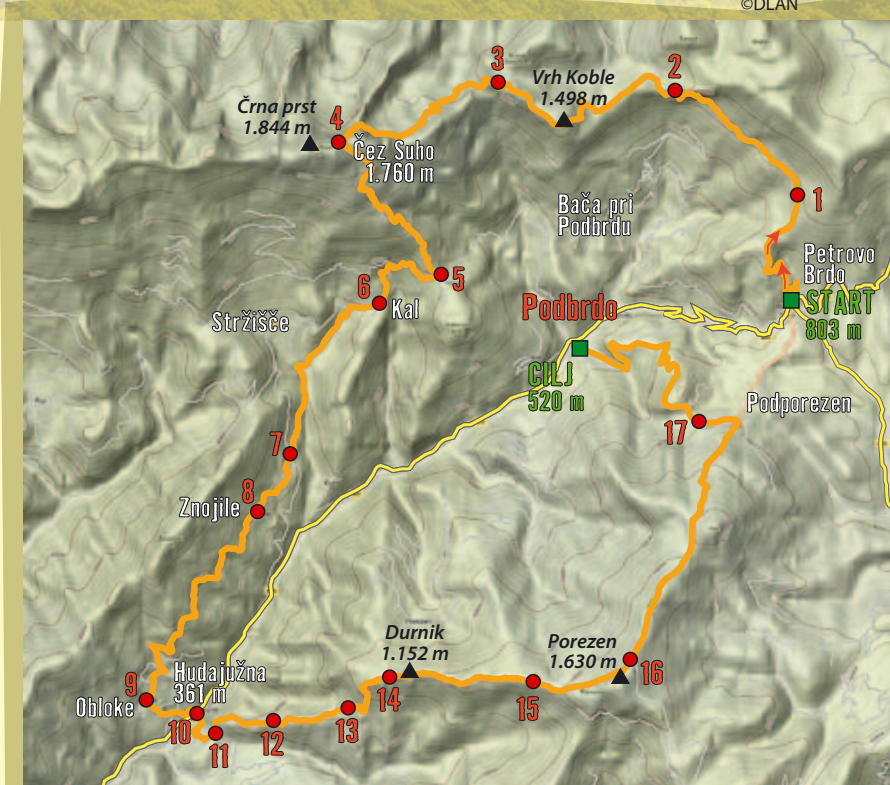 ©DLAN
3
Vrh Koble
1.498 m
2
Črna prst
1.844 m
4
Čez Suho
1.760 m
1
Bača pri
Podbrdu
Petrovo
Brdo
START
803 m
5
6
Kal
Stržišče
Podbrdo
CILJ
520 m
Podporezen
17
7
8
Znojile
Durnik
1.152 m
Porezen
1.630 m
16
9
Hudajužna
361 m
Obloke
10
11
12
13
14
15